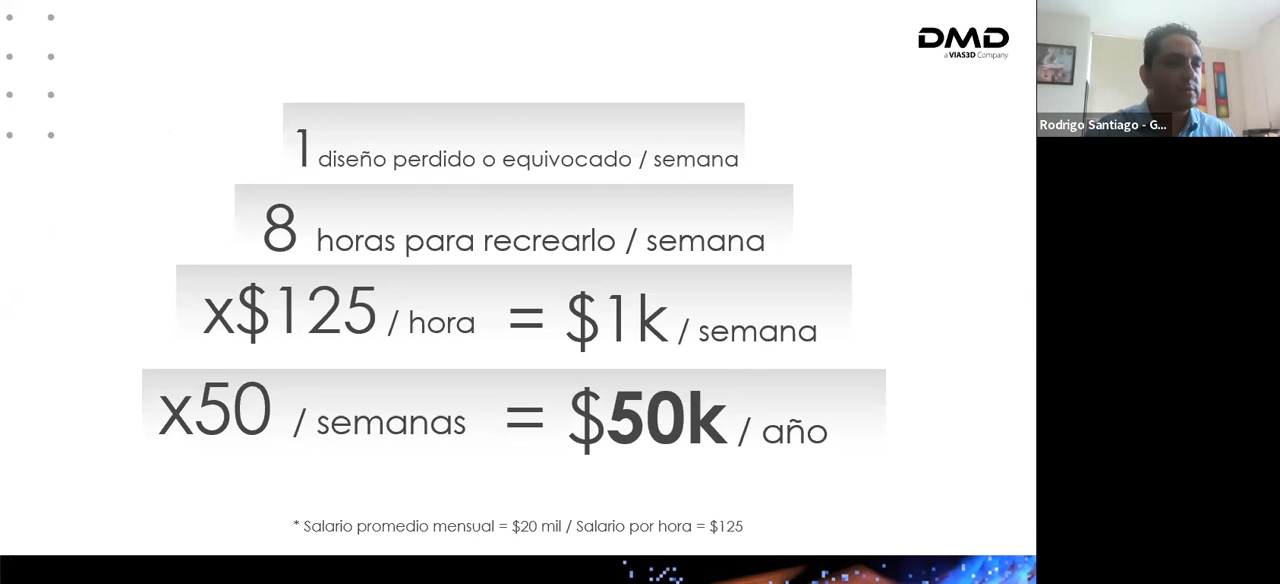 DMD
a VIAS3D Company
1 diseño perdido o equivocado / semana
8 horas para recrearlo / semana
x$125 / hora = $1k / semana
x50 / semanas = $50k / año
* Salario promedio mensual = $20 mil / Salario por hora = $125
Rodrigo Santiago - G...